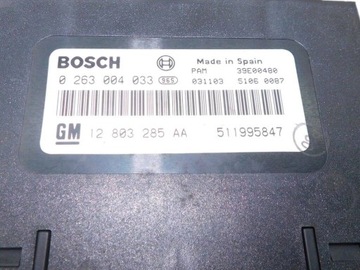 BOSCH Made in Spain
0 263 004 033 965 PAM 39E00480
031103 5106 0087
GM 12 803 285 AA 511995847